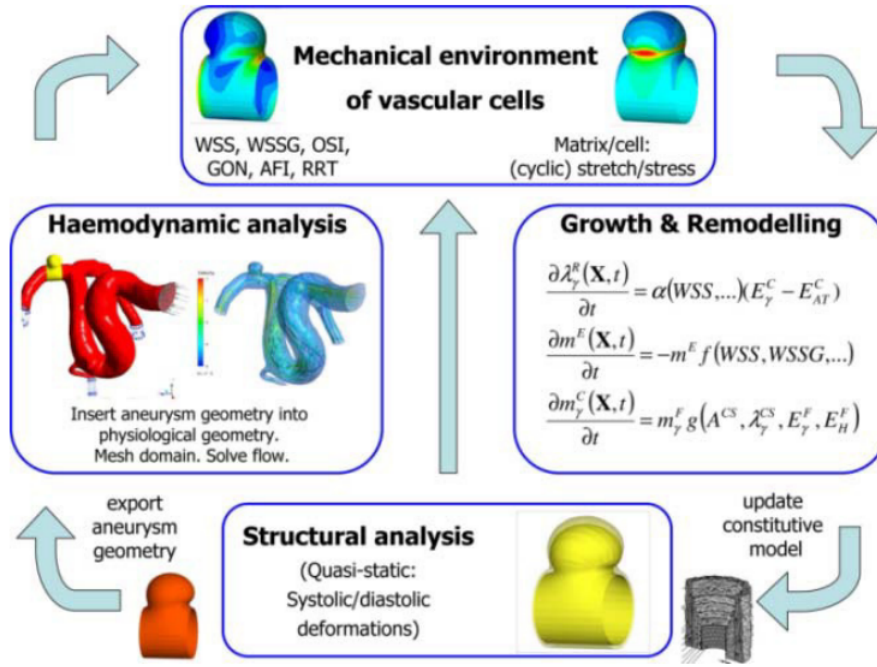 Mechanical environment
of vascular cells
WSS, WSSG, OSI,
GON, AFI, RRT
Matrix/cell:
(cyclic) stretch/stress
Haemodynamic analysis
Insert aneurysm geometry into
physiological geometry.
Mesh domain. Solve flow.
Growth & Remodelling
∂λ_γ^R(X,t)/∂t = α(WSS,...)(E_γ^C − E_AT^C)
∂m^E(X,t)/∂t = −m^E f(WSS,WSSG,...)
∂m_γ^C(X,t)/∂t = m_γ^F g(A^CS, λ_γ^CS, E_γ^F, E_H^F)
export
aneurysm
geometry
Structural analysis
(Quasi-static:
Systolic/diastolic
deformations)
update
constitutive
model